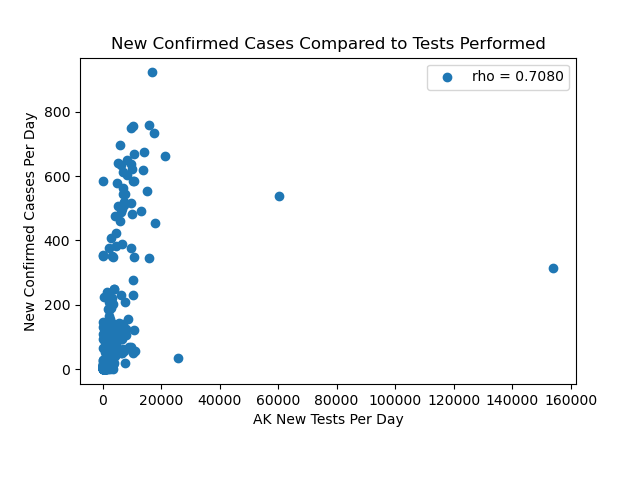 New Confirmed Cases Compared to Tests Performed
rho = 0.7080
New Confirmed Caeses Per Day
800
600
400
200
0
0 20000 40000 60000 80000 100000 120000 140000 160000
AK New Tests Per Day